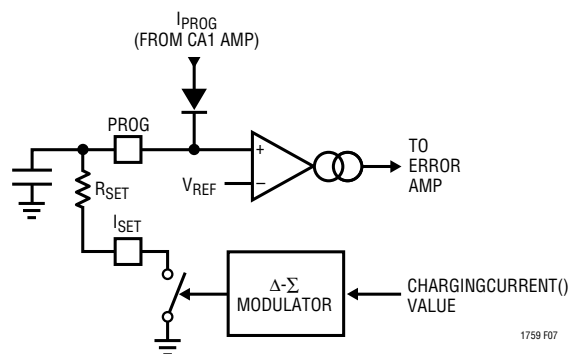 IPROG
(FROM CA1 AMP)
PROG
+
TO
ERROR
AMP
VREF
−
RSET
ISET
Δ-Σ
MODULATOR
CHARGINGCURRENT()
VALUE
1759 F07